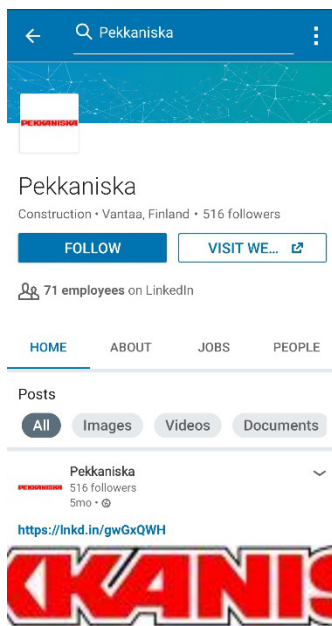 Pekkaniska
PEKKANISKA
Pekkaniska
Construction • Vantaa, Finland • 516 followers
FOLLOW VISIT WE...
71 employees on LinkedIn
HOME ABOUT JOBS PEOPLE
Posts
All Images Videos Documents
Pekkaniska
PEKKANISKA
516 followers
5mo •
https://lnkd.in/gwGxQWH
KKANIS